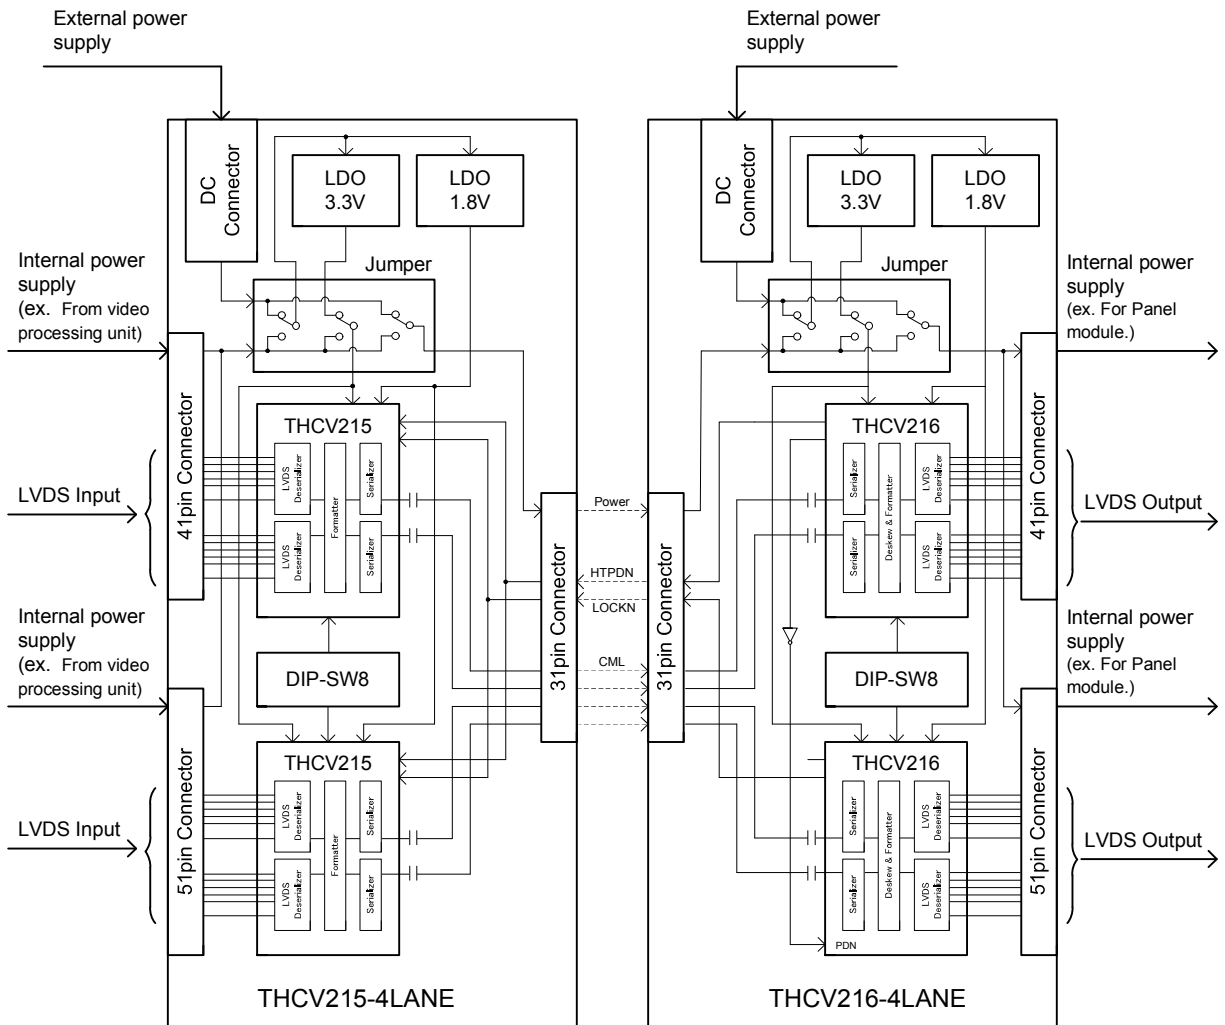 External power
supply
External power
supply
DC
Connector
LDO
3.3V
LDO
1.8V
DC
Connector
LDO
3.3V
LDO
1.8V
Internal power
supply
(ex. From video
processing unit)
Jumper
Jumper
Internal power
supply
(ex. For Panel
module.)
41pin Connector
THCV215
LVDS
Deserializer
Serializer
Formatter
LVDS
Deserializer
Serializer
LVDS Input
THCV216
Serializer
LVDS
Deserializer
Deskew & Formatter
Serializer
LVDS
Deserializer
41pin Connector
LVDS Output
Power
HTPDN
LOCKN
CML
31pin Connector
31pin Connector
Internal power
supply
(ex. From video
processing unit)
DIP-SW8
DIP-SW8
Internal power
supply
(ex. For Panel
module.)
51pin Connector
THCV215
LVDS
Deserializer
Serializer
Formatter
LVDS
Deserializer
Serializer
LVDS Input
THCV216
Serializer
LVDS
Deserializer
Deskew & Formatter
Serializer
LVDS
Deserializer
PDN
51pin Connector
LVDS Output
THCV215-4LANE
THCV216-4LANE